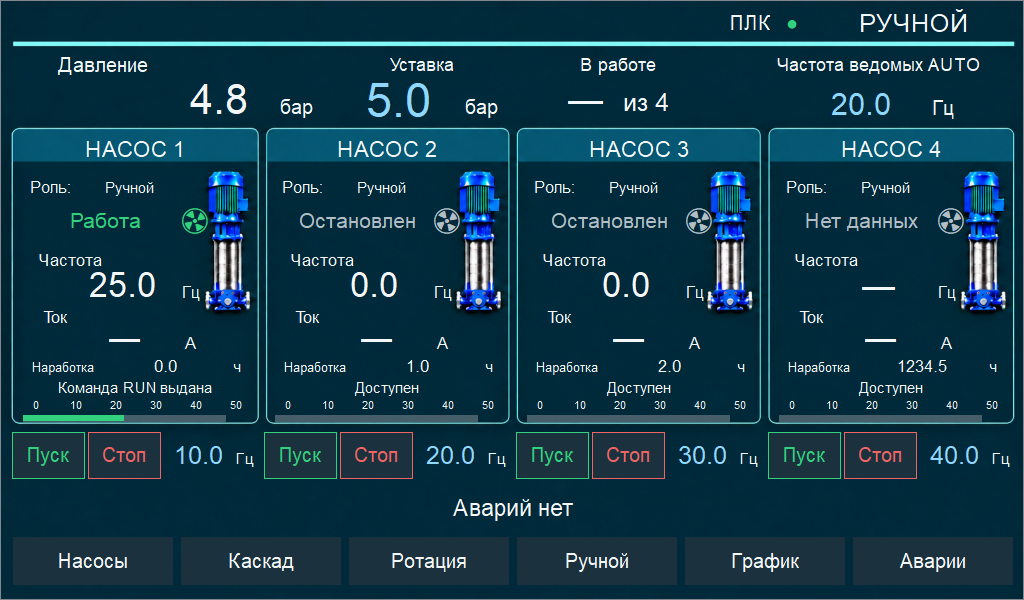 ПЛК РУЧНОЙ
Давление Уставка В работе Частота ведомых AUTO
4.8 бар 5.0 бар — из 4 20.0 Гц
НАСОС 1 НАСОС 2 НАСОС 3 НАСОС 4
Роль: Ручной Роль: Ручной Роль: Ручной Роль: Ручной
Работа Остановлен Остановлен Нет данных
Частота Частота Частота Частота
25.0 Гц 0.0 Гц 0.0 Гц — Гц
Ток Ток Ток Ток
— А — А — А — А
Наработка 0.0 ч Наработка 1.0 ч Наработка 2.0 ч Наработка 1234.5 ч
Команда RUN выдана Доступен Доступен Доступен
0 10 20 30 40 50 0 10 20 30 40 50 0 10 20 30 40 50 0 10 20 30 40 50
Пуск Стоп 10.0 Гц Пуск Стоп 20.0 Гц Пуск Стоп 30.0 Гц Пуск Стоп 40.0 Гц
Аварий нет
Насосы Каскад Ротация Ручной График Аварии